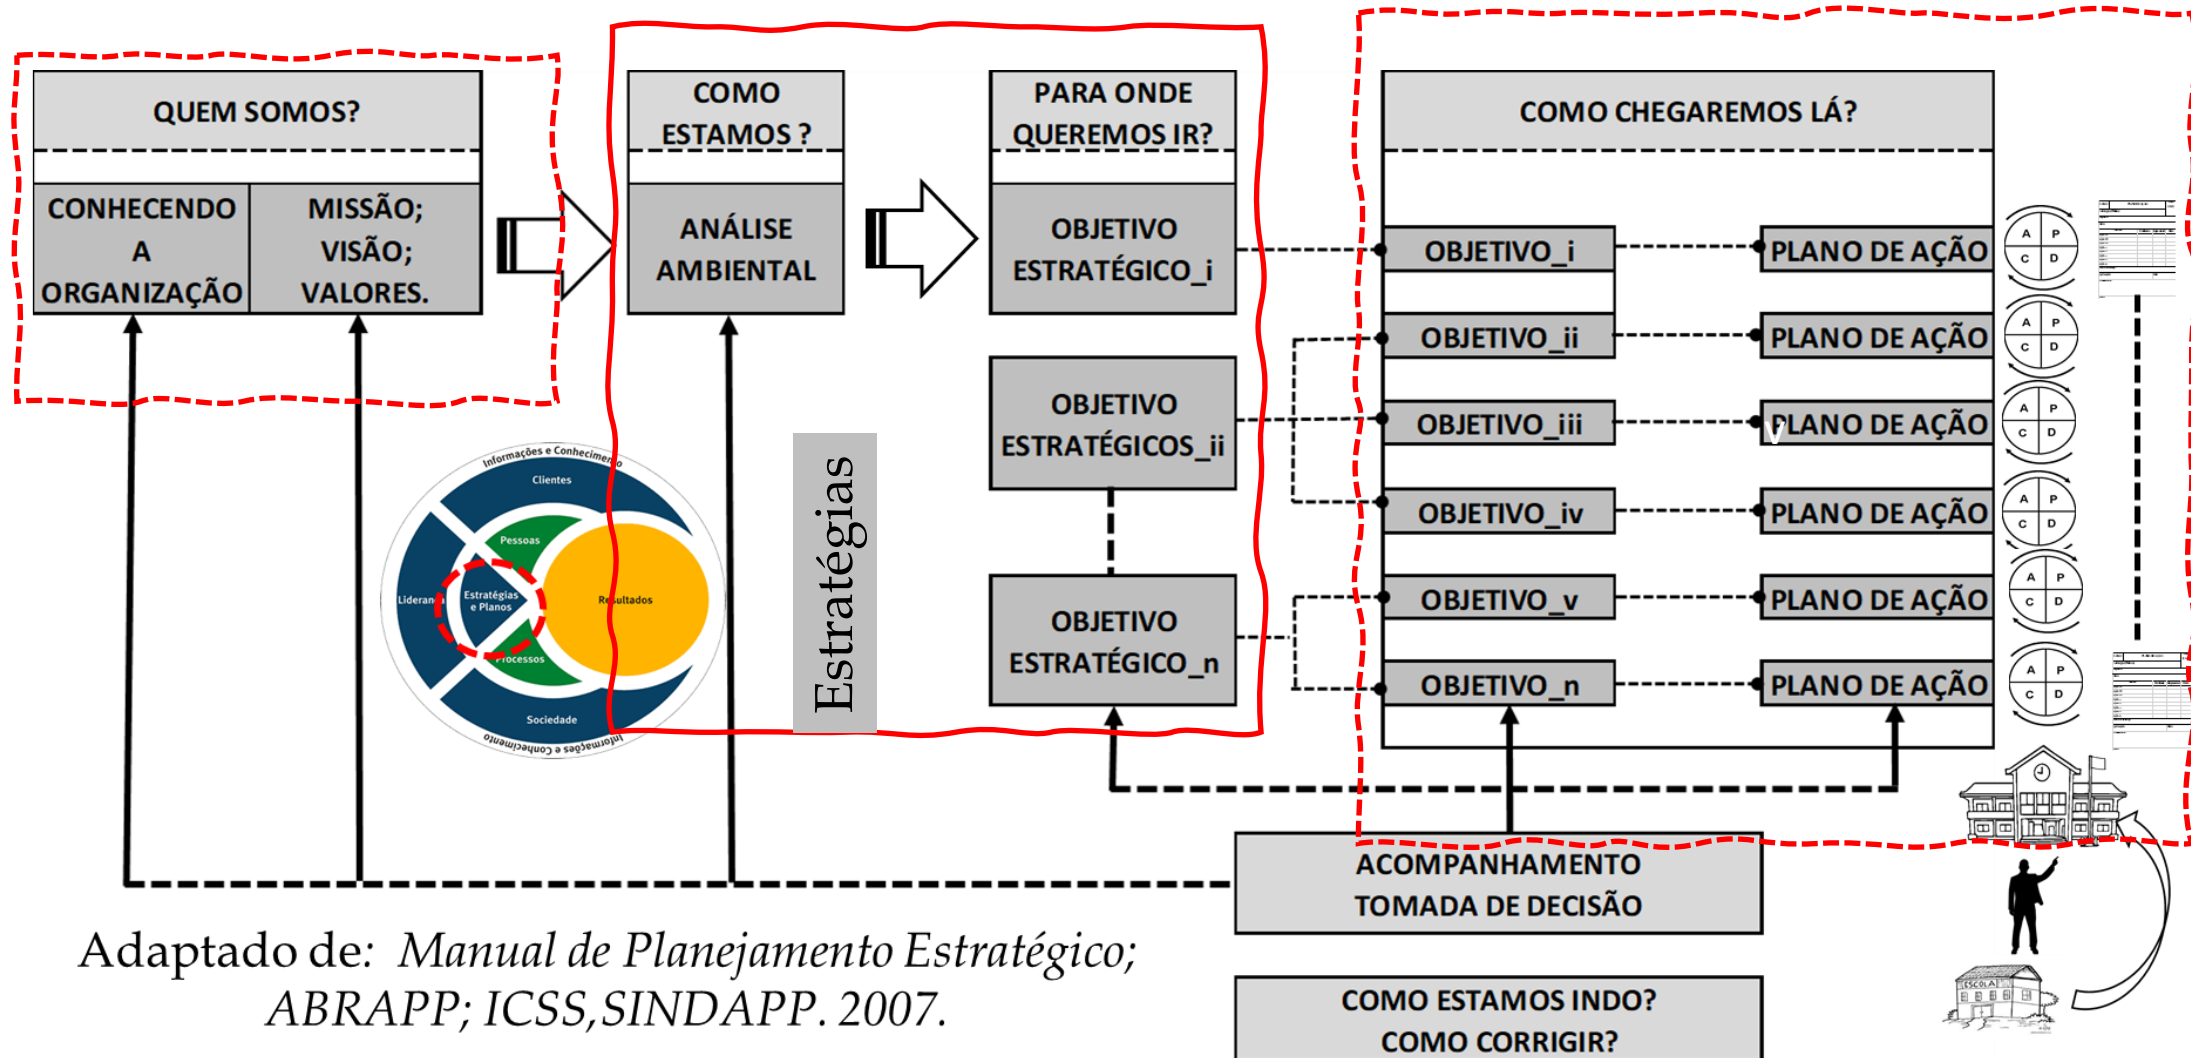 QUEM SOMOS?
CONHECENDO
A
ORGANIZAÇÃO
MISSÃO;
VISÃO;
VALORES.
COMO
ESTAMOS ?
ANÁLISE
AMBIENTAL
PARA ONDE
QUEREMOS IR?
OBJETIVO
ESTRATÉGICO_i
OBJETIVO
ESTRATÉGICOS_ii
OBJETIVO
ESTRATÉGICO_n
COMO CHEGAREMOS LÁ?
OBJETIVO_i
PLANO DE AÇÃO
A P
C D
OBJETIVO_ii
PLANO DE AÇÃO
A P
C D
OBJETIVO_iii
PLANO DE AÇÃO
V
A P
C D
OBJETIVO_iv
PLANO DE AÇÃO
A P
C D
OBJETIVO_v
PLANO DE AÇÃO
A P
C D
OBJETIVO_n
PLANO DE AÇÃO
A P
C D
Informações e Conhecimento
Clientes
Pessoas
Liderança
Estratégias
e Planos
Resultados
Processos
Sociedade
Informações e Conhecimento
Estratégias
ACOMPANHAMENTO
TOMADA DE DECISÃO
COMO ESTAMOS INDO?
COMO CORRIGIR?
ESCOLA
Adaptado de: Manual de Planejamento Estratégico;
ABRAPP; ICSS,SINDAPP. 2007.